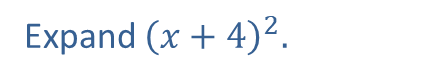 Expand (x + 4)².